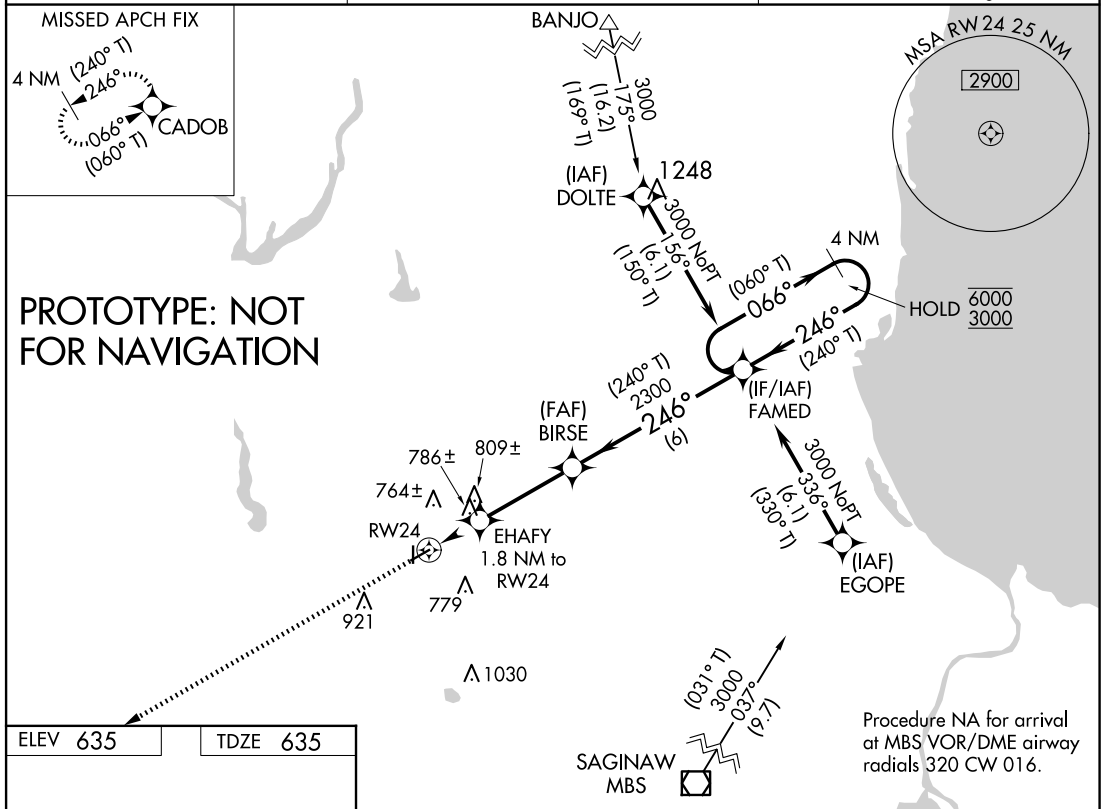 MISSED APCH FIX
4 NM
(240° T)
246°
066°
(060° T)
CADOB
BANJO
3000
175°
(16.2)
(169° T)
MSA RW24 25 NM
2900
(IAF)
DOLTE
1248
3000 NoPT
156°
(6.1)
(150° T)
4 NM
(060° T)
066°
HOLD
6000
3000
246°
(240° T)
PROTOTYPE: NOT
FOR NAVIGATION
(IF/IAF)
FAMED
(240° T)
2300
246°
(6)
(FAF)
BIRSE
809±
786±
764±
RW24
EHAFY
1.8 NM to
RW24
3000 NoPT
336°
(6.1)
(330° T)
(IAF)
EGOPE
779
921
1030
(031° T)
3000
037°
(9.7)
SAGINAW
MBS
Procedure NA for arrival
at MBS VOR/DME airway
radials 320 CW 016.
ELEV 635
TDZE 635